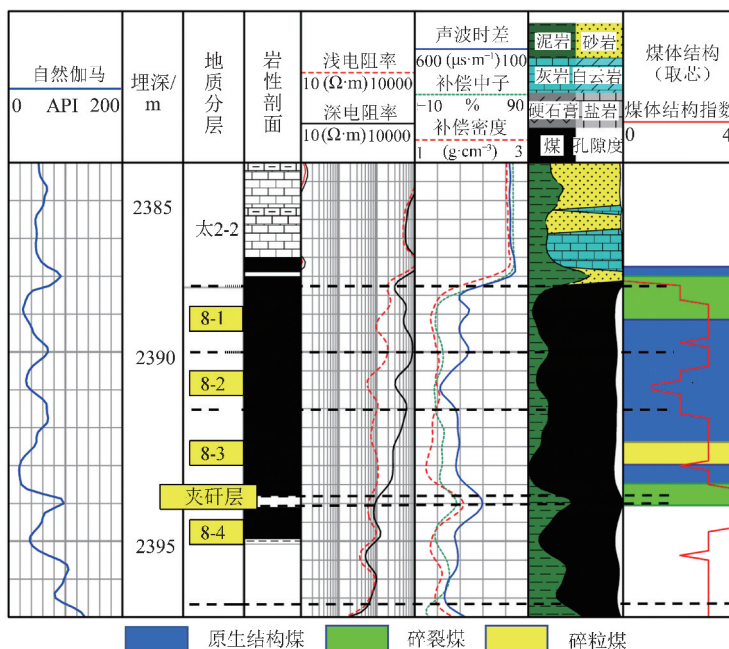 自然伽马
0 API 200
埋深/
m
地质分层
岩性剖面
浅电阻率
10 (Ω·m) 10000
深电阻率
10 (Ω·m) 10000
声波时差
600 (μs·m⁻¹) 100
补偿中子
-10 % 90
补偿密度
1 (g·cm⁻³) 3
泥岩 砂岩
灰岩 白云岩
硬石膏 盐岩
煤 孔隙度
煤体结构
(取芯)
煤体结构指数
0 4
2385
太2-2
8-1
2390
8-2
8-3
夹矸层
8-4
2395
原生结构煤 碎裂煤 碎粒煤